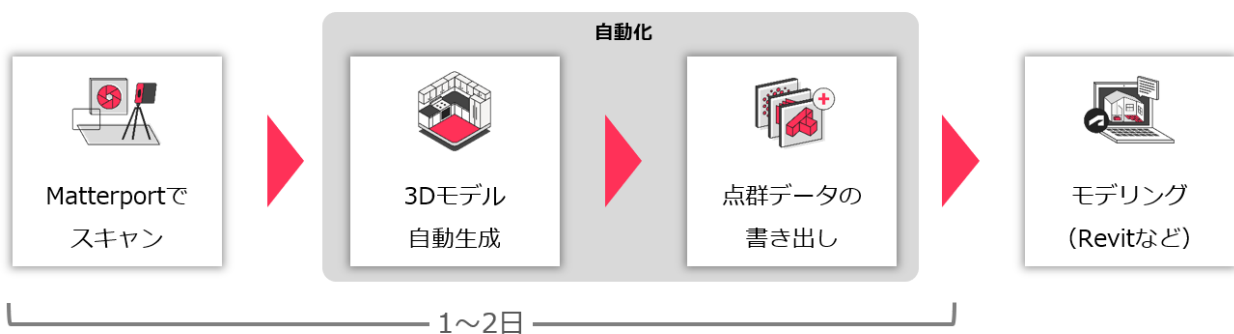 自動化
Matterportで
スキャン
3Dモデル
自動生成
点群データの
書き出し
モデリング
(Revitなど)
1～2日